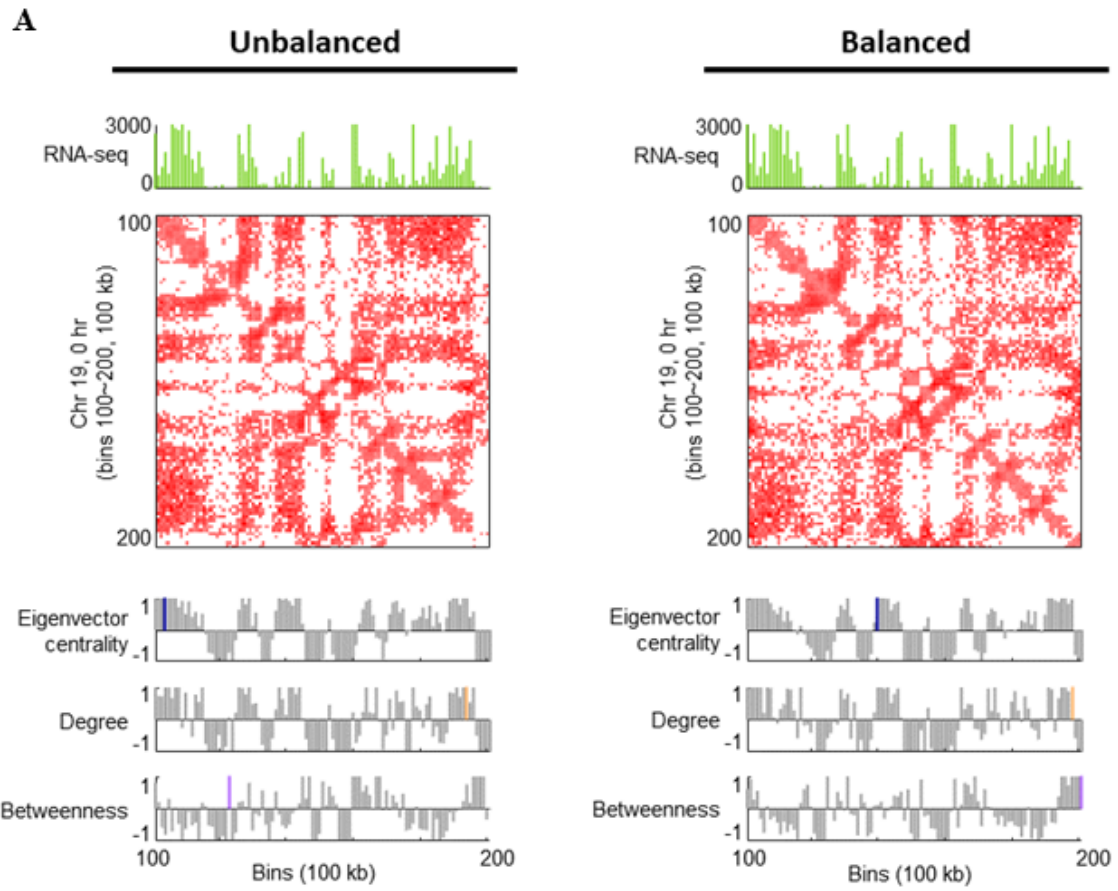 A
Unbalanced
3000
RNA-seq
0
100
Chr 19, 0 hr
(bins 100~200, 100 kb)
200
Eigenvector
centrality
1
-1
Degree
1
-1
Betweenness
1
-1
100
200
Bins (100 kb)
Balanced
3000
RNA-seq
0
100
Chr 19, 0 hr
(bins 100~200, 100 kb)
200
Eigenvector
centrality
1
-1
Degree
1
-1
Betweenness
1
-1
100
200
Bins (100 kb)